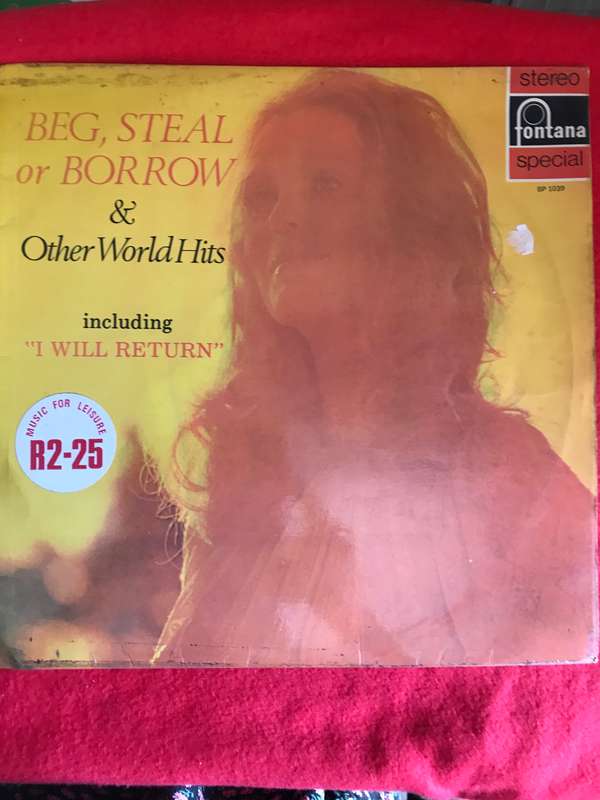 BEG, STEAL
or BORROW
&
Other World Hits
including
"I WILL RETURN"
MUSIC FOR LEISURE
R2-25
stereo
fontana
special
SP 1039